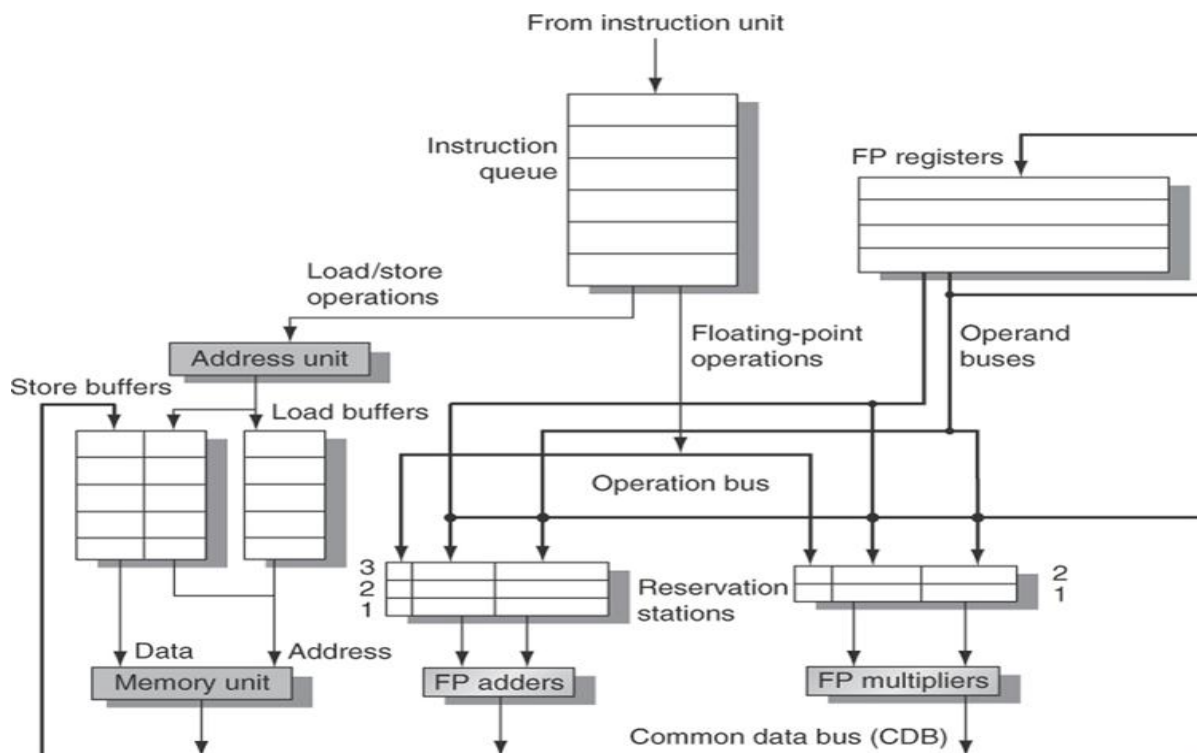 From instruction unit
Instruction
queue
FP registers
Load/store
operations
Floating-point
operations
Operand
buses
Address unit
Store buffers
Load buffers
Operation bus
3
2
1
Reservation
stations
2
1
Data
Address
Memory unit
FP adders
FP multipliers
Common data bus (CDB)